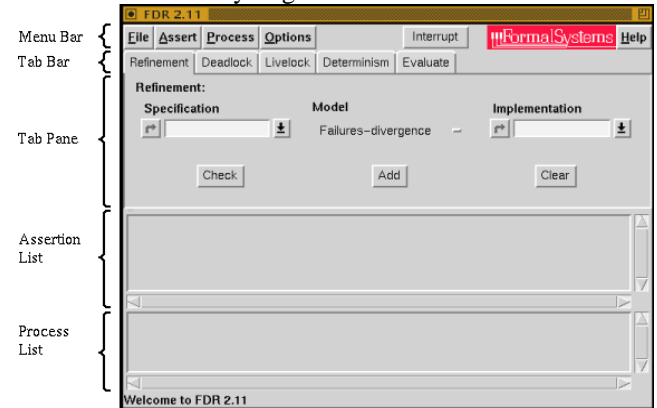 FDR 2.11
Menu Bar
File Assert Process Options Interrupt FormalSystems Help
Tab Bar
Refinement Deadlock Livelock Determinism Evaluate
Refinement:
Specification Model Implementation
Tab Pane
Failures-divergence
Check Add Clear
Assertion
List
Process
List
Welcome to FDR 2.11